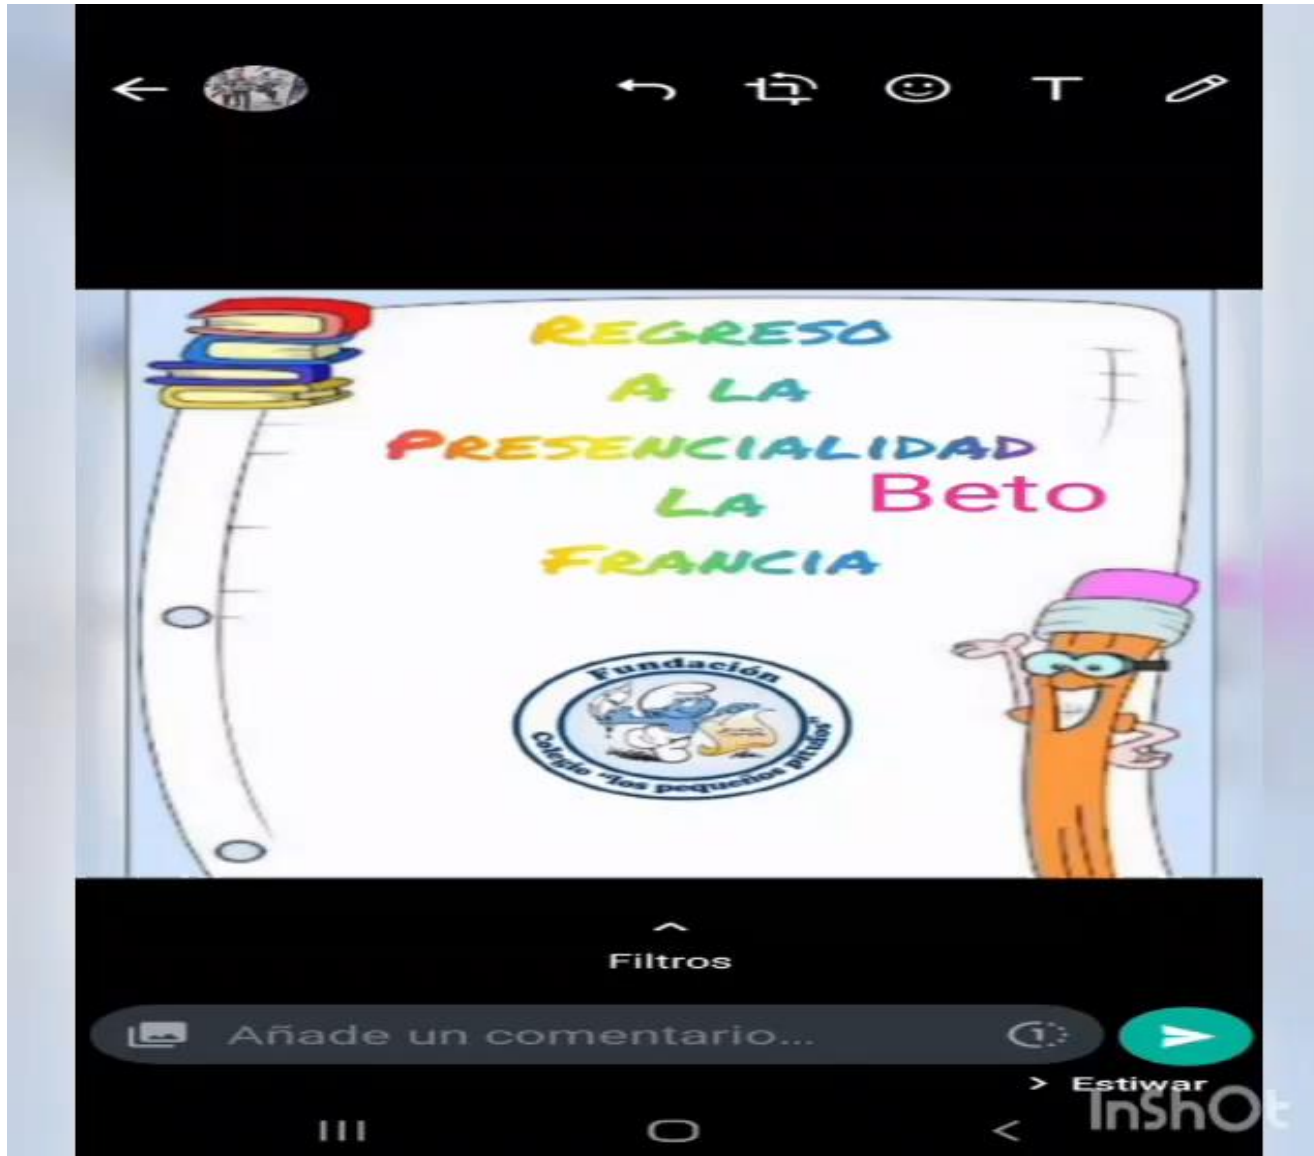 T
REGRESO
A LA
PRESENCIALIDAD
LA
Beto
FRANCIA
Fundación
Colegio "los pequeños pitufos"
Filtros
Añade un comentario...
1
> Estiwar
InShOt